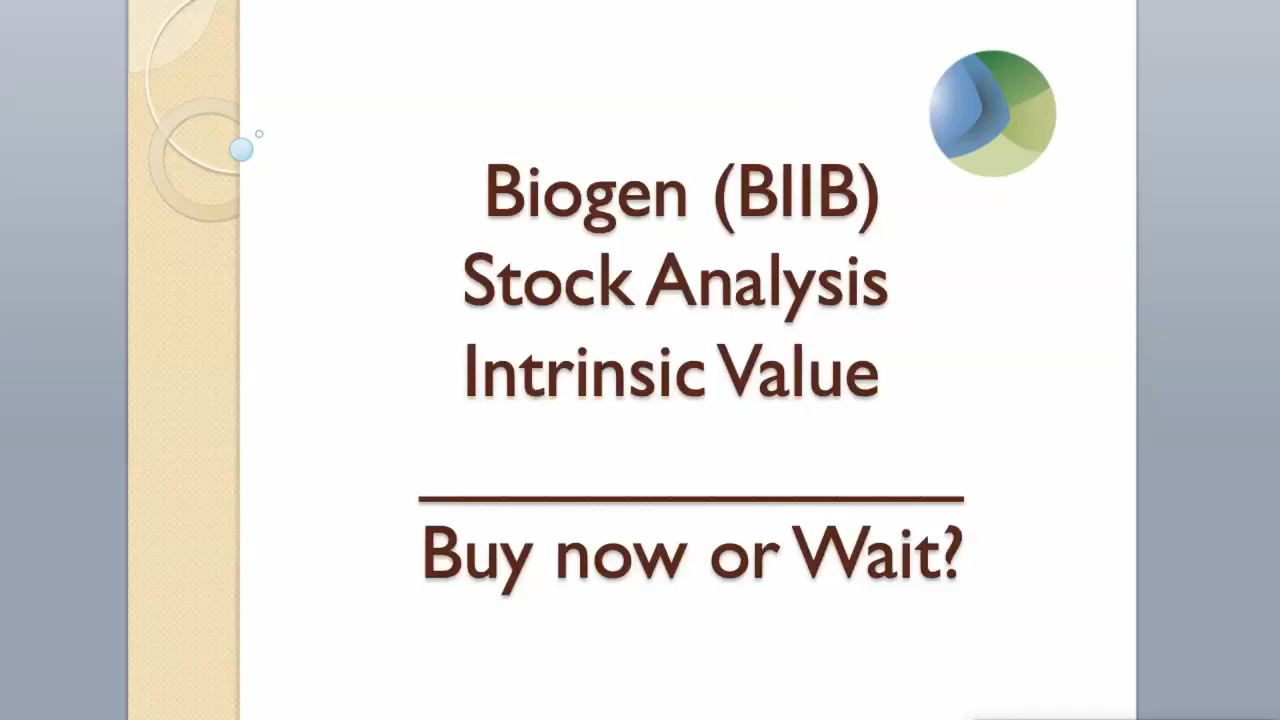 Biogen (BIIB)
Stock Analysis
Intrinsic Value
Buy now or Wait?